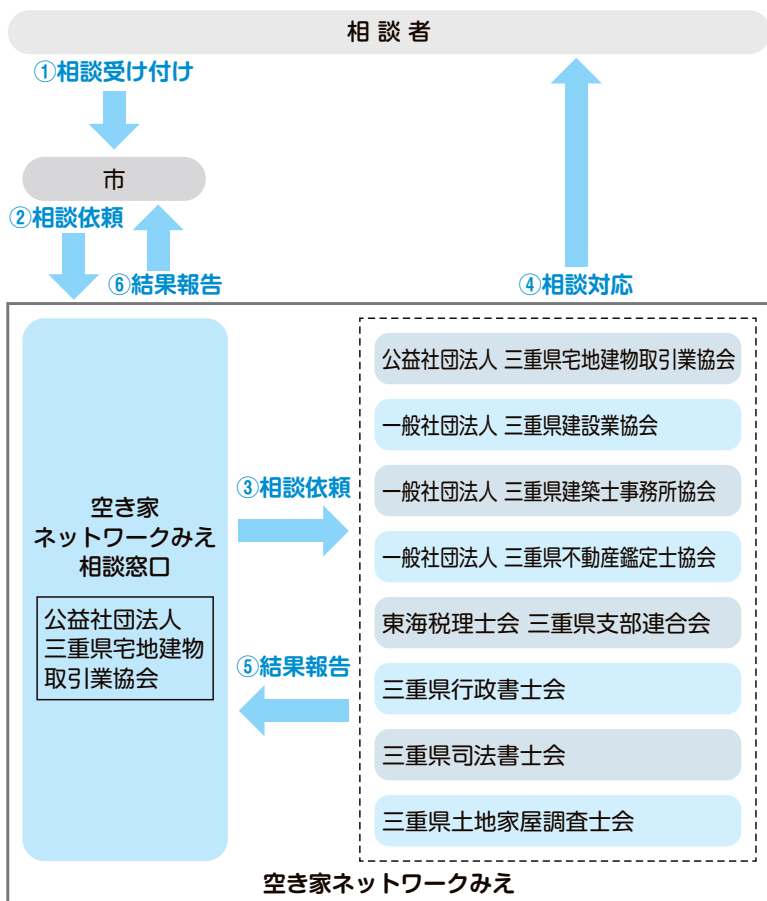 相談者
①相談受け付け
市
②相談依頼
⑥結果報告
④相談対応
空き家
ネットワークみえ
相談窓口
公益社団法人
三重県宅地建物
取引業協会
③相談依頼
⑤結果報告
公益社団法人 三重県宅地建物取引業協会
一般社団法人 三重県建設業協会
一般社団法人 三重県建築士事務所協会
一般社団法人 三重県不動産鑑定士協会
東海税理士会 三重県支部連合会
三重県行政書士会
三重県司法書士会
三重県土地家屋調査士会
空き家ネットワークみえ